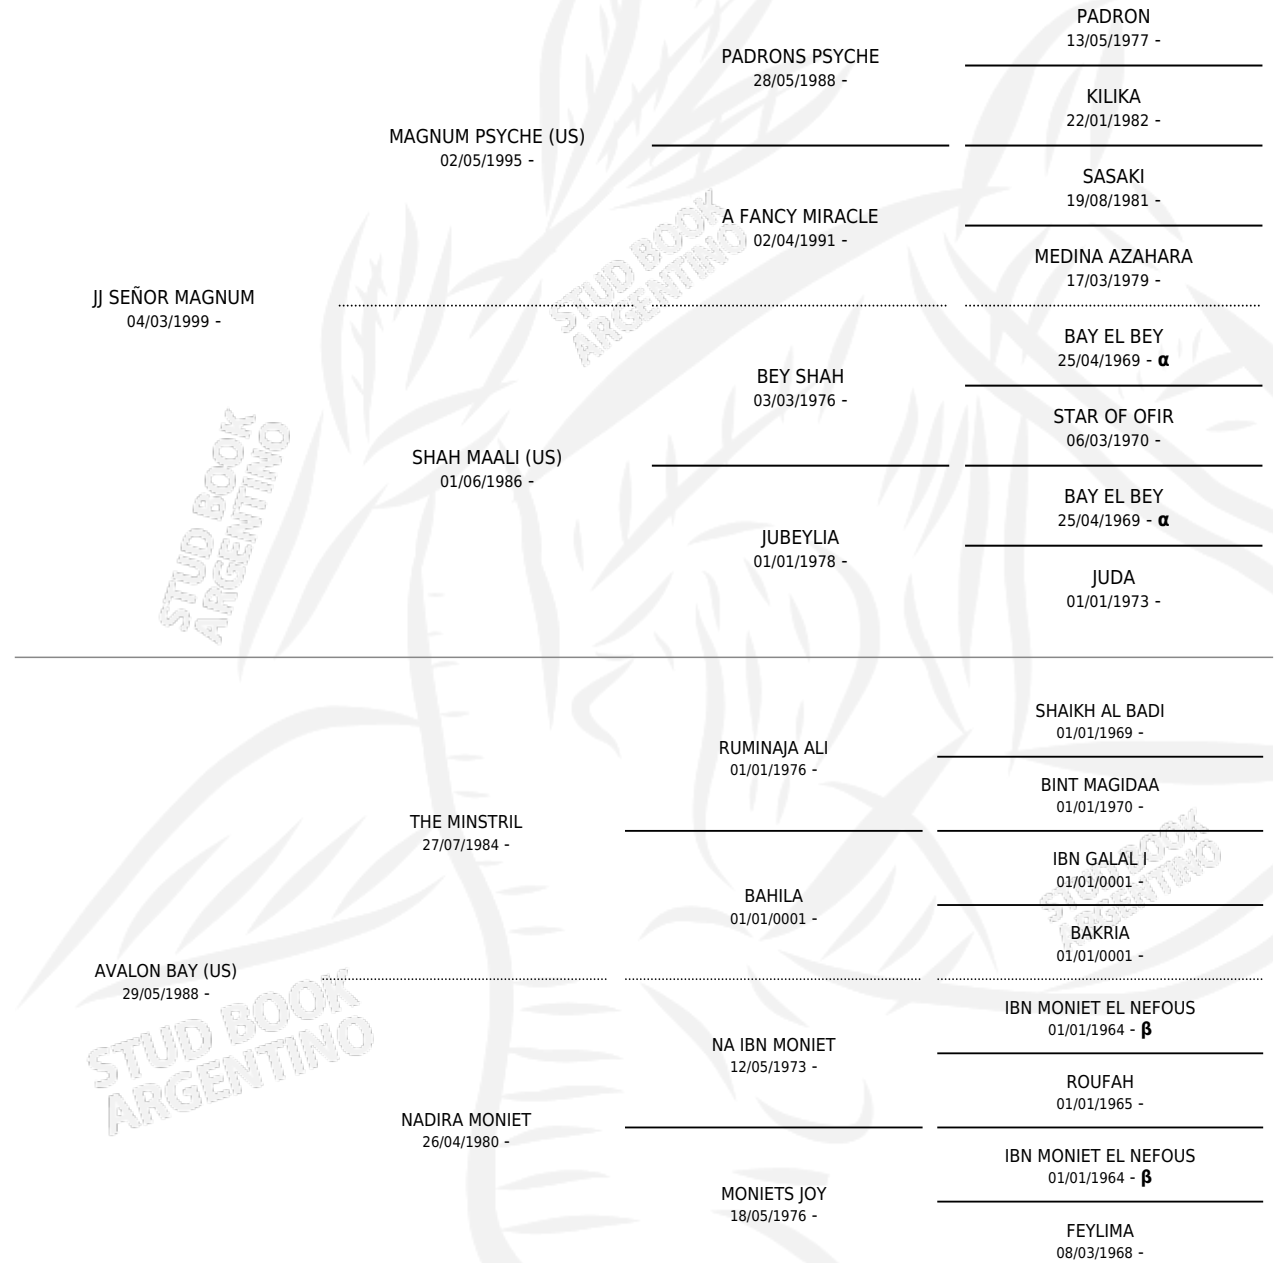 PADRON
13/05/1977 -
PADRONS PSYCHE
28/05/1988 -
KILIKA
22/01/1982 -
MAGNUM PSYCHE (US)
02/05/1995 -
SASAKI
19/08/1981 -
A FANCY MIRACLE
02/04/1991 -
MEDINA AZAHARA
17/03/1979 -
JJ SEÑOR MAGNUM
04/03/1999 -
BAY EL BEY
25/04/1969 - α
BEY SHAH
03/03/1976 -
STAR OF OFIR
06/03/1970 -
SHAH MAALI (US)
01/06/1986 -
BAY EL BEY
25/04/1969 - α
JUBEYLIA
01/01/1978 -
JUDA
01/01/1973 -
SHAIKH AL BADI
01/01/1969 -
RUMINAJA ALI
01/01/1976 -
BINT MAGIDAA
01/01/1970 -
THE MINSTRIL
27/07/1984 -
IBN GALAL I
01/01/0001 -
BAHILA
01/01/0001 -
BAKRIA
01/01/0001 -
AVALON BAY (US)
29/05/1988 -
IBN MONIET EL NEFOUS
01/01/1964 - β
NA IBN MONIET
12/05/1973 -
ROUFAH
01/01/1965 -
NADIRA MONIET
26/04/1980 -
IBN MONIET EL NEFOUS
01/01/1964 - β
MONIETS JOY
18/05/1976 -
FEYLIMA
08/03/1968 -
STUD BOOK
ARGENTINO
STUD BOOK
ARGENTINO
STUD BOOK
ARGENTINO
STUD BOOK
ARGENTINO